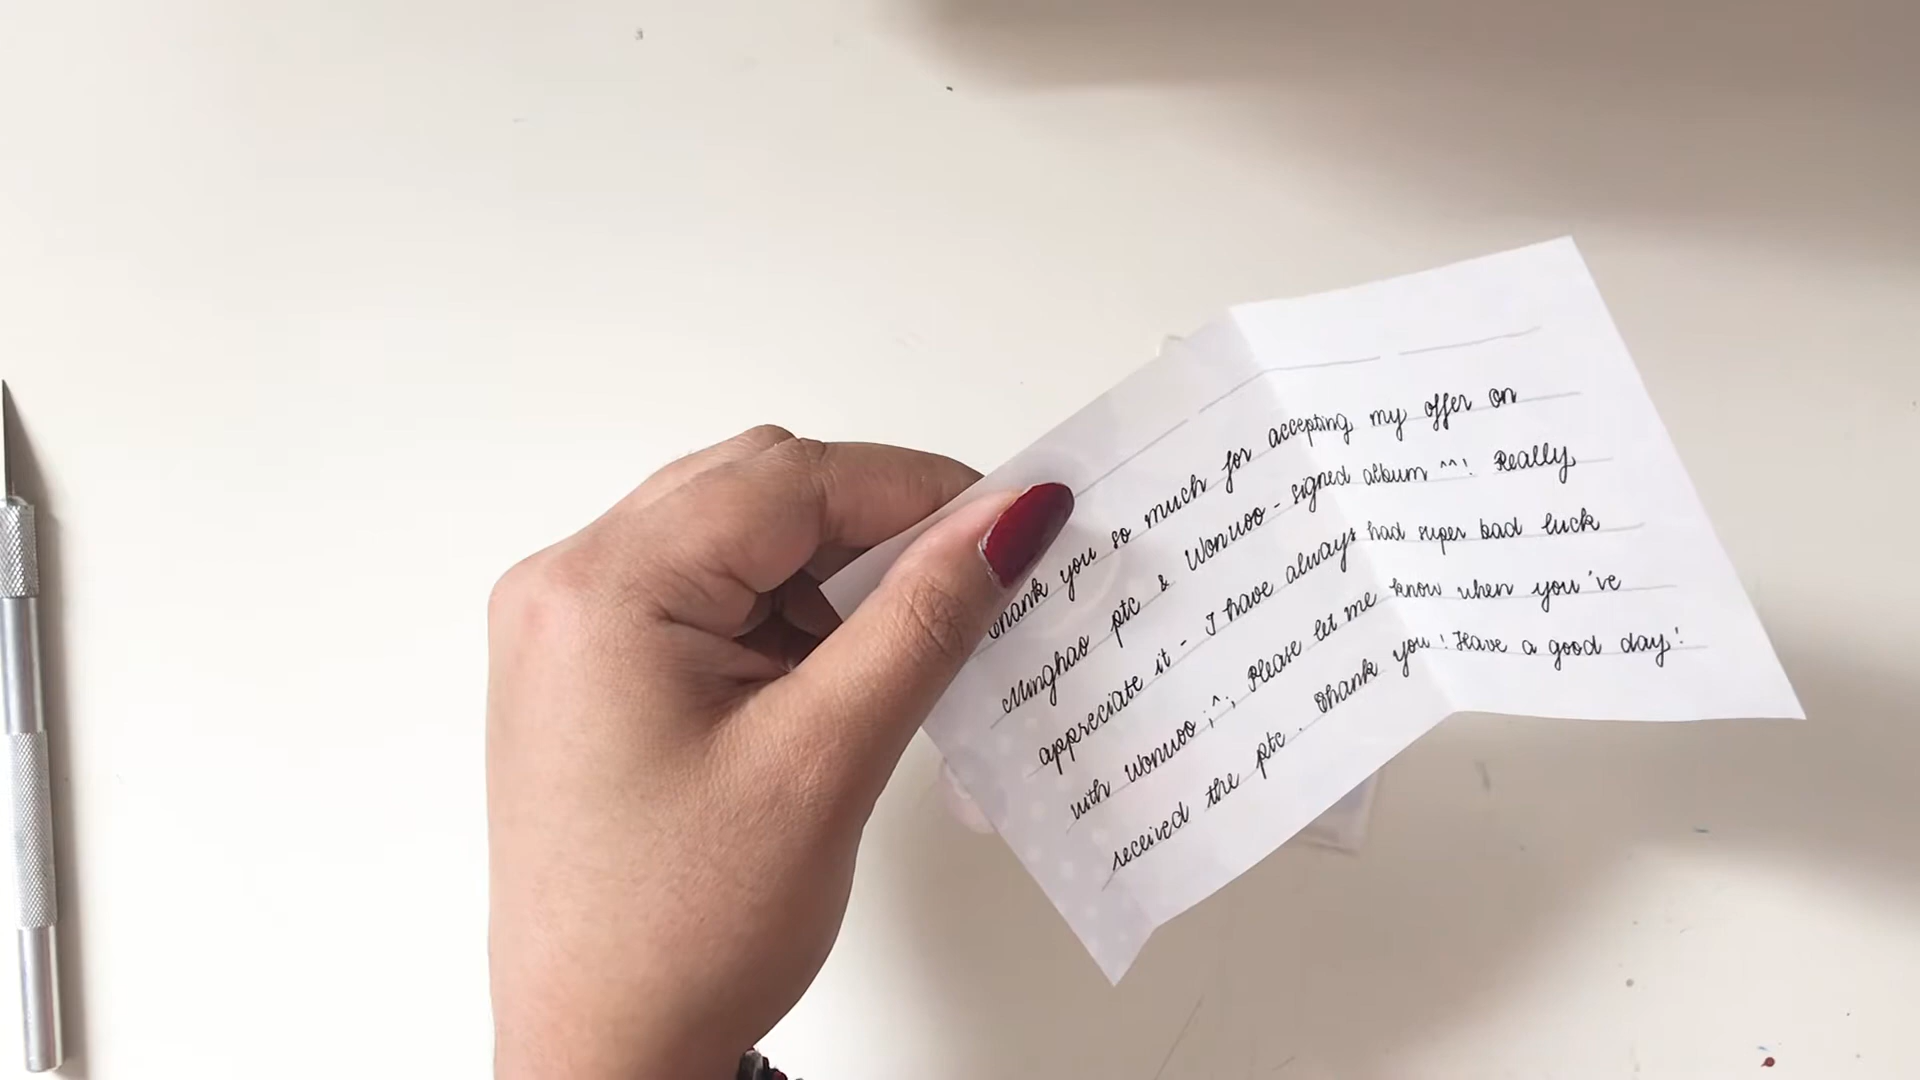 Thank you so much for accepting my offer on
Minghao ptc & Wonuoo - signed album ^^! Really
appreciate it - I have always had super bad luck
with Wonuoo ;^; Please let me know when you've
received the ptc. Thank you! Have a good day!